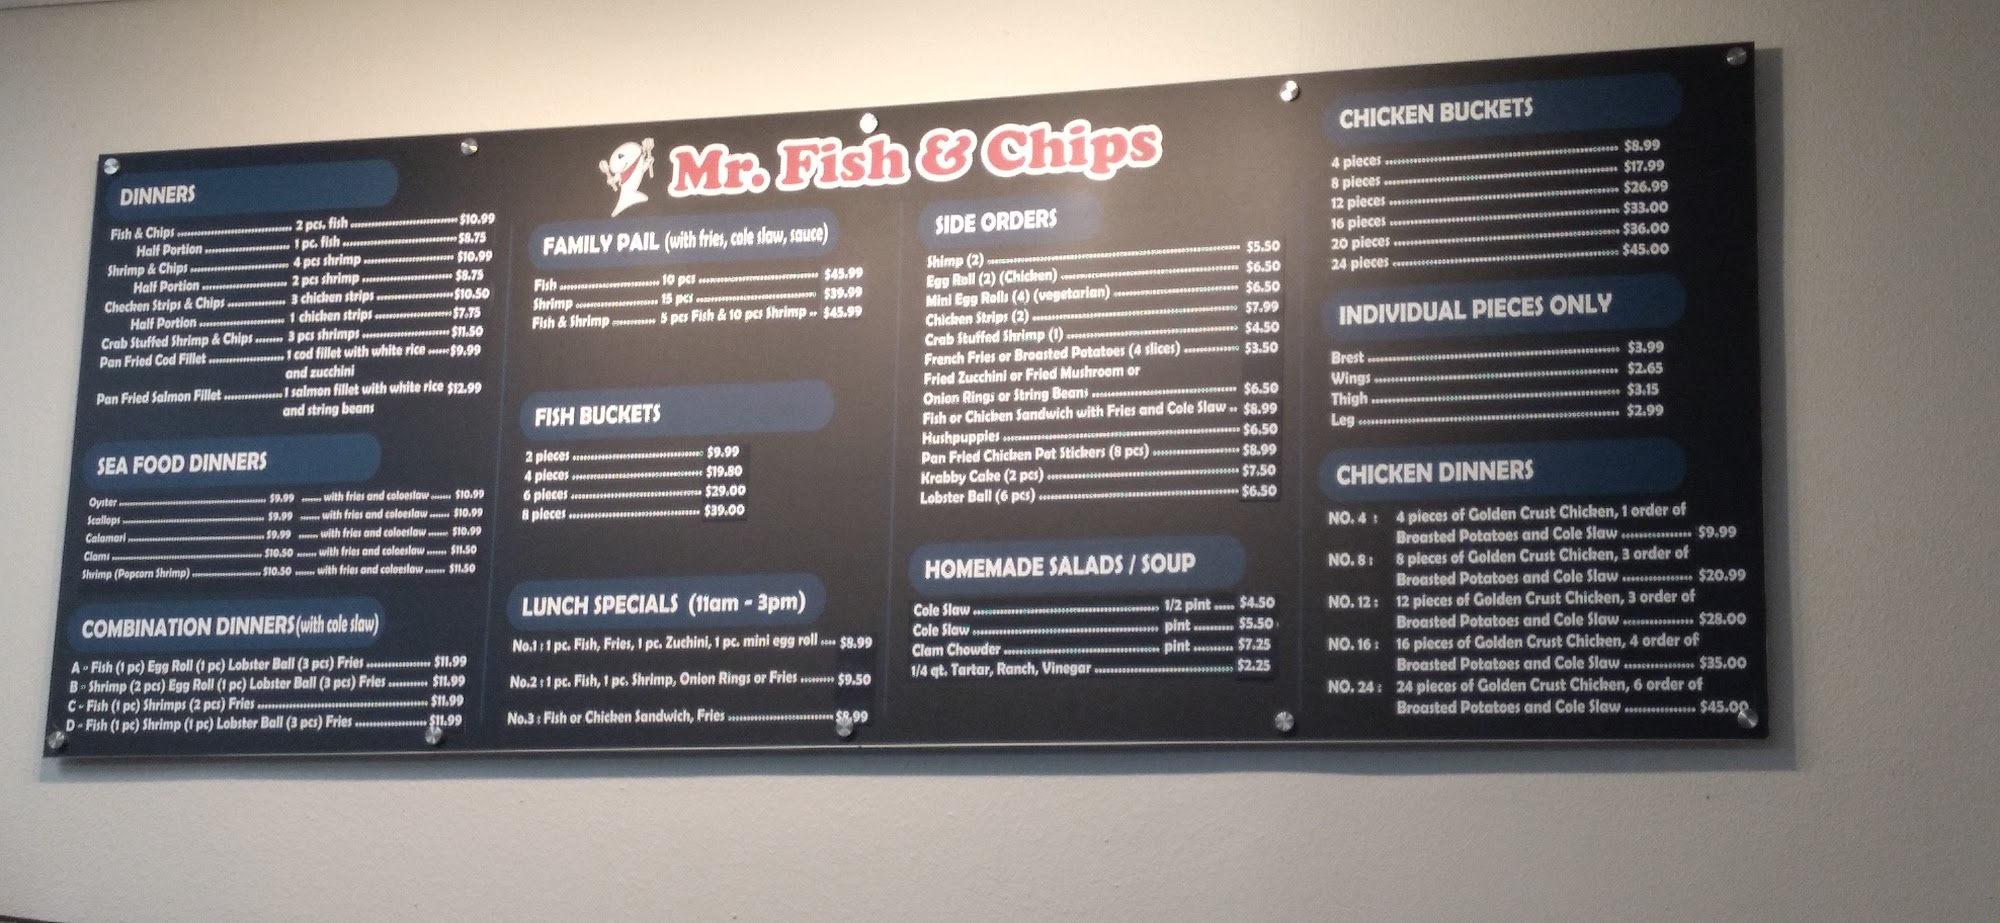 Mr. Fish & Chips
DINNERS
Fish & Chips 2 pcs. fish $10.99
Half Portion 1 pc. fish $8.75
Shrimp & Chips 4 pcs shrimp $10.99
Half Portion 2 pcs shrimp $8.75
Checken Strips & Chips 3 chicken strips $10.50
Half Portion 1 chicken strips $7.75
Crab Stuffed Shrimp & Chips 3 pcs shrimps $11.50
Pan Fried Cod Fillet 1 cod fillet with white rice $9.99
and zucchini
Pan Fried Salmon Fillet 1 salmon fillet with white rice $12.99
and string beans
SEA FOOD DINNERS
Oyster $9.99 with fries and coloeslaw $10.99
Scallops $9.99 with fries and coloeslaw $10.99
Calamari $9.99 with fries and coloeslaw $10.99
Clams $10.50 with fries and coloeslaw $11.50
Shrimp (Popcorn Shrimp) $10.50 with fries and coloeslaw $11.50
COMBINATION DINNERS (with cole slaw)
A - Fish (1 pc) Egg Roll (1 pc) Lobster Ball (3 pcs) Fries $11.99
B - Shrimp (2 pcs) Egg Roll (1 pc) Lobster Ball (3 pcs) Fries $11.99
C - Fish (1 pc) Shrimps (2 pcs) Fries $11.99
D - Fish (1 pc) Shrimp (1 pc) Lobster Ball (3 pcs) Fries $11.99
FAMILY PAIL (with fries, cole slaw, sauce)
Fish 10 pcs $45.99
Shrimp 15 pcs $39.99
Fish & Shrimp 5 pcs Fish & 10 pcs Shrimp $45.99
FISH BUCKETS
2 pieces $9.99
4 pieces $19.80
6 pieces $29.00
8 pieces $39.00
LUNCH SPECIALS (11am - 3pm)
No.1 : 1 pc. Fish, Fries, 1 pc. Zuchini, 1 pc. mini egg roll $8.99
No.2 : 1 pc. Fish, 1 pc. Shrimp, Onion Rings or Fries $9.50
No.3 : Fish or Chicken Sandwich, Fries $8.99
SIDE ORDERS
Shimp (2) $5.50
Egg Roll (2) (Chicken) $6.50
Mini Egg Rolls (4) (vegetarian) $6.50
Chicken Strips (2) $7.99
Crab Stuffed Shrimp (1) $4.50
French Fries or Broasted Potatoes (4 slices) $3.50
Fried Zucchini or Fried Mushroom or
Onion Rings or String Beans $6.50
Fish or Chicken Sandwich with Fries and Cole Slaw $8.99
Hushpuppies $6.50
Pan Fried Chicken Pot Stickers (8 pcs) $8.99
Krabby Cake (2 pcs) $7.50
Lobster Ball (6 pcs) $6.50
HOMEMADE SALADS / SOUP
Cole Slaw 1/2 pint $4.50
Cole Slaw pint $5.50
Clam Chowder pint $7.25
1/4 qt. Tartar, Ranch, Vinegar $2.25
CHICKEN BUCKETS
4 pieces $8.99
8 pieces $17.99
12 pieces $26.99
16 pieces $33.00
20 pieces $36.00
24 pieces $45.00
INDIVIDUAL PIECES ONLY
Brest $3.99
Wings $2.65
Thigh $3.15
Leg $2.99
CHICKEN DINNERS
NO. 4 : 4 pieces of Golden Crust Chicken, 1 order of
Broasted Potatoes and Cole Slaw $9.99
NO. 8 : 8 pieces of Golden Crust Chicken, 3 order of
Broasted Potatoes and Cole Slaw $20.99
NO. 12 : 12 pieces of Golden Crust Chicken, 3 order of
Broasted Potatoes and Cole Slaw $28.00
NO. 16 : 16 pieces of Golden Crust Chicken, 4 order of
Broasted Potatoes and Cole Slaw $35.00
NO. 24 : 24 pieces of Golden Crust Chicken, 6 order of
Broasted Potatoes and Cole Slaw $45.00